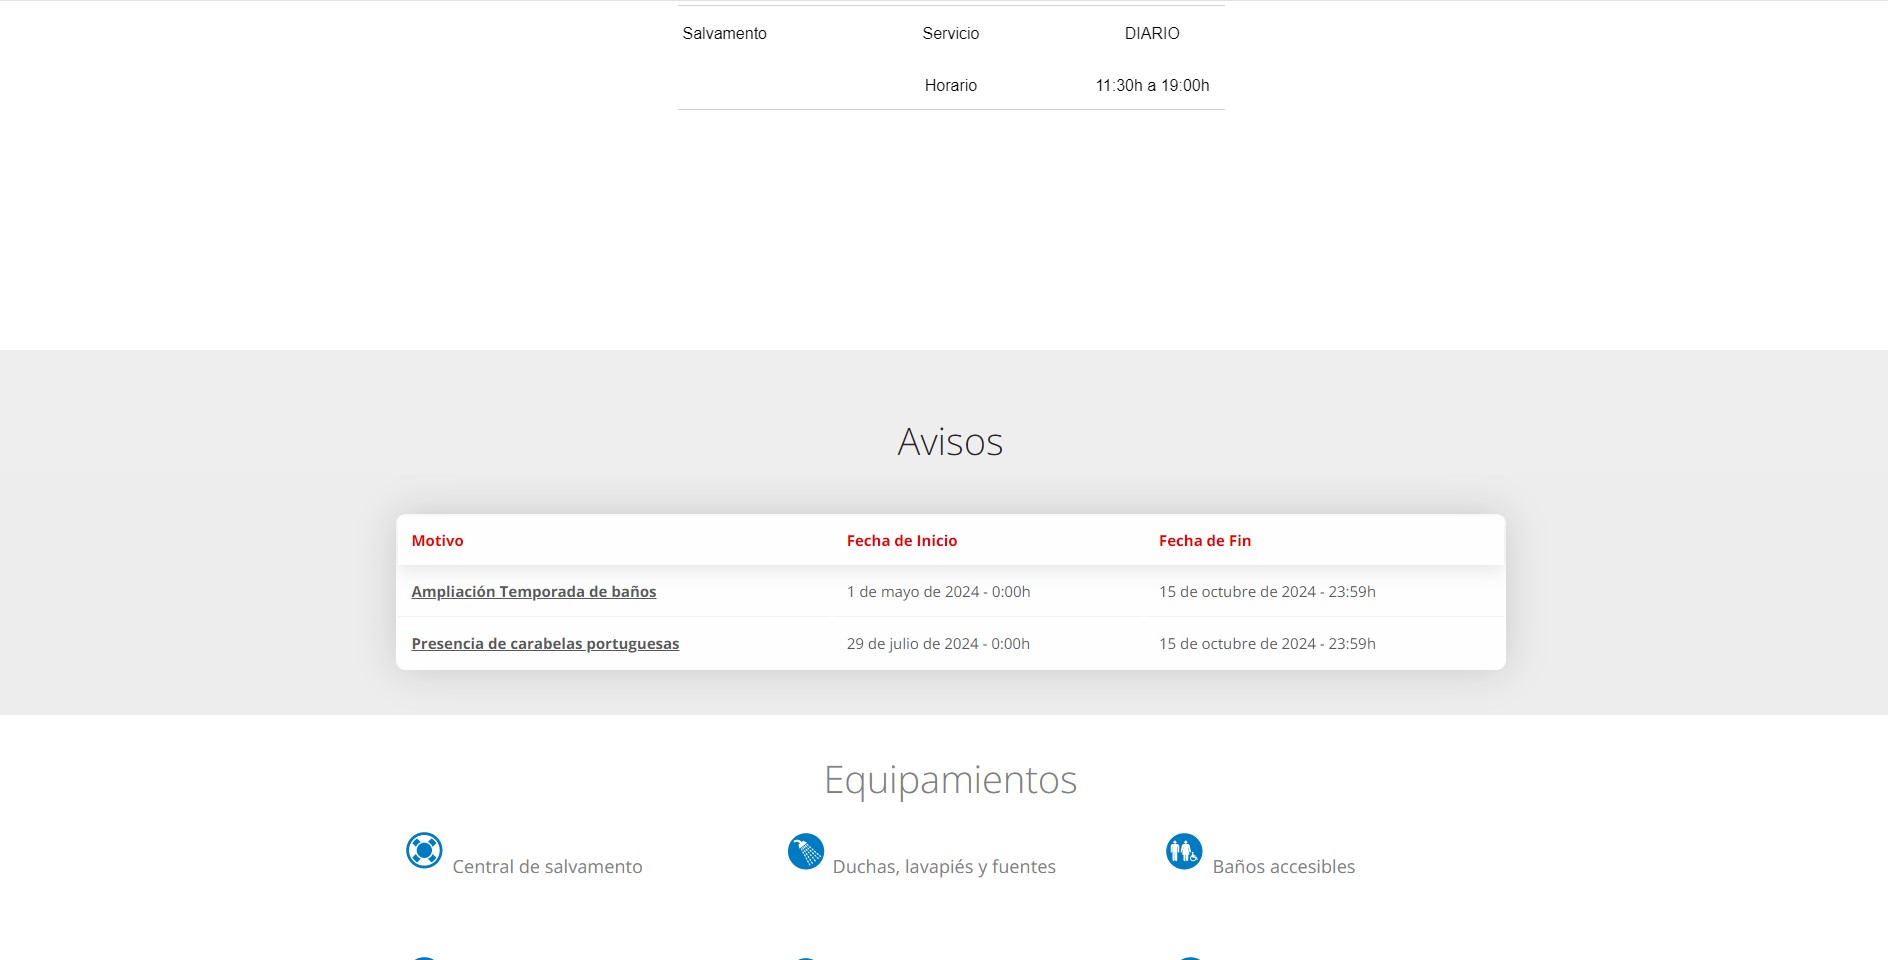 Salvamento Servicio DIARIO
Horario 11:30h a 19:00h
Avisos
Motivo Fecha de Inicio Fecha de Fin
Ampliación Temporada de baños 1 de mayo de 2024 - 0:00h 15 de octubre de 2024 - 23:59h
Presencia de carabelas portuguesas 29 de julio de 2024 - 0:00h 15 de octubre de 2024 - 23:59h
Equipamientos
Central de salvamento Duchas, lavapiés y fuentes Baños accesibles